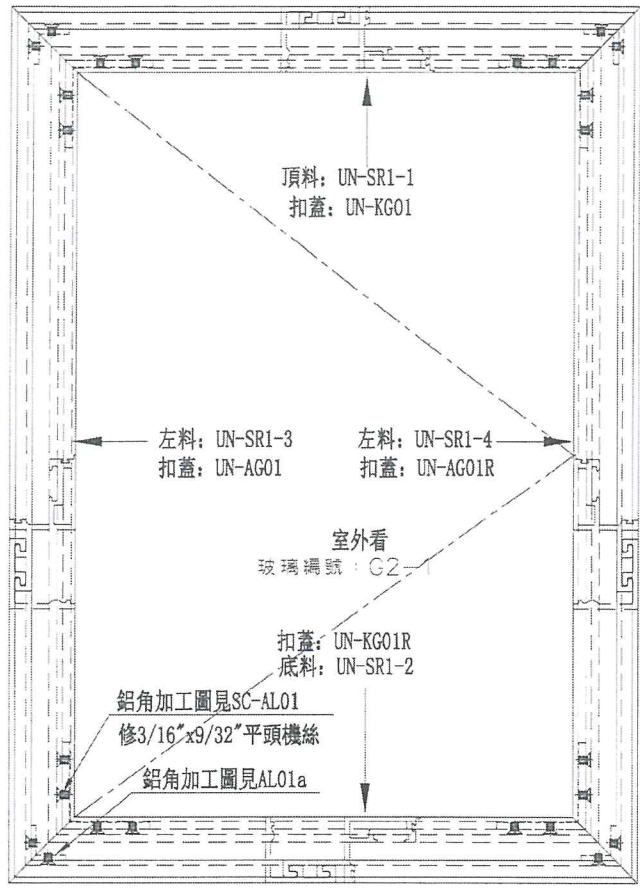 頂料: UN-SR1-1
扣蓋: UN-KG01
左料: UN-SR1-3
扣蓋: UN-AG01
左料: UN-SR1-4
扣蓋: UN-AG01R
室外看
玻璃編號：G2-1
扣蓋: UN-KG01R
底料: UN-SR1-2
鋁角加工圖見SC-AL01
修3/16"x9/32"平頭機絲
鋁角加工圖見AL01a